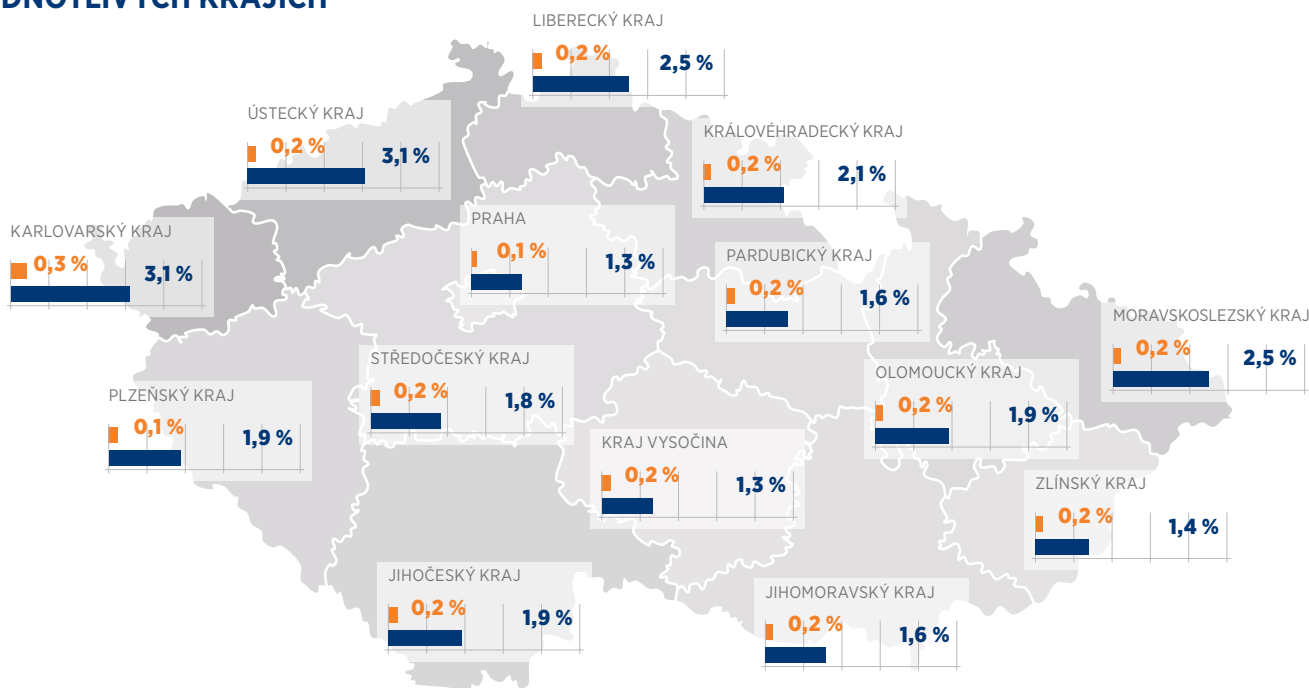 DNOTLIVÝCH KRAJÍCH
LIBERECKÝ KRAJ
0,2 %
2,5 %
ÚSTECKÝ KRAJ
0,2 %
3,1 %
KRÁLOVÉHRADECKÝ KRAJ
0,2 %
2,1 %
KARLOVARSKÝ KRAJ
0,3 %
3,1 %
PRAHA
0,1 %
1,3 %
PARDUBICKÝ KRAJ
0,2 %
1,6 %
MORAVSKOSLEZSKÝ KRAJ
0,2 %
2,5 %
STŘEDOČESKÝ KRAJ
0,2 %
1,8 %
OLOMOUCKÝ KRAJ
0,2 %
1,9 %
PLZEŇSKÝ KRAJ
0,1 %
1,9 %
KRAJ VYSOČINA
0,2 %
1,3 %
ZLÍNSKÝ KRAJ
0,2 %
1,4 %
JIHOČESKÝ KRAJ
0,2 %
1,9 %
JIHOMORAVSKÝ KRAJ
0,2 %
1,6 %